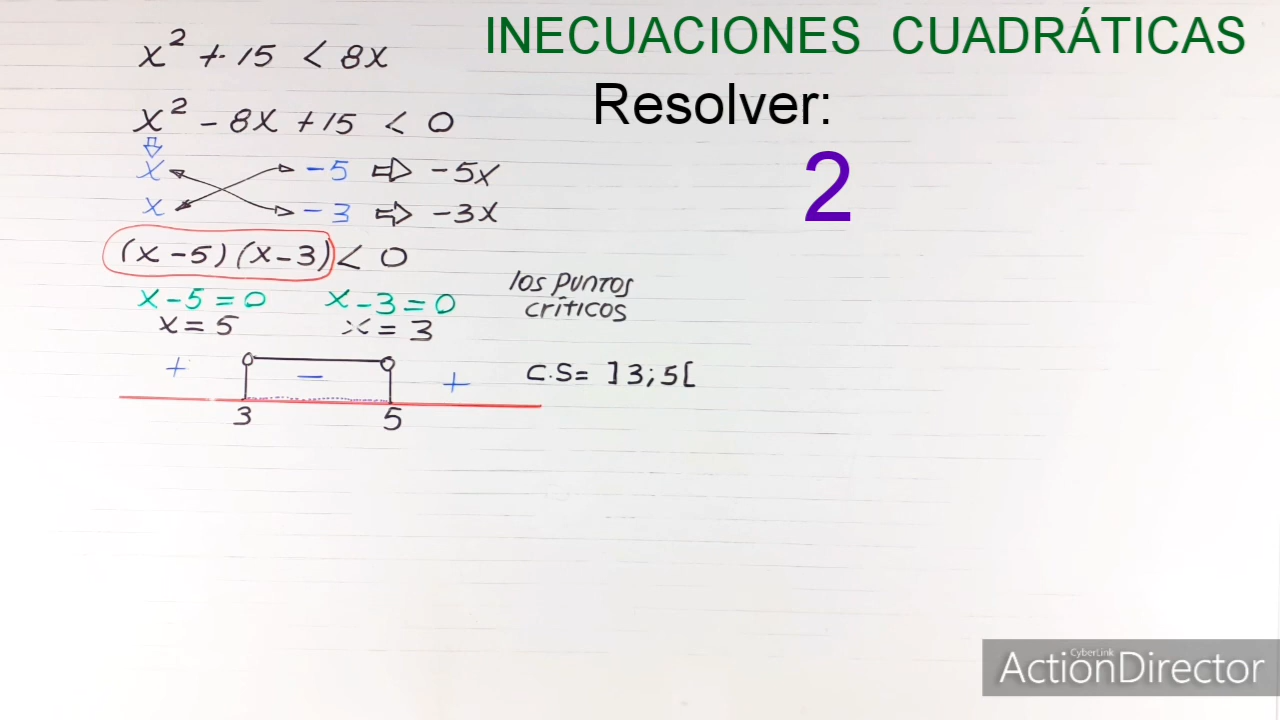 INECUACIONES CUADRÁTICAS
Resolver:
2
x² + 15 < 8x
x² - 8x + 15 < 0
x -5 ⇨ -5x
x -3 ⇨ -3x
(x-5)(x-3) < 0
x-5=0 x-3=0
x=5 x=3
los puntos
críticos
+ - +
3 5
C.S= ]3;5[
CyberLink
ActionDirector